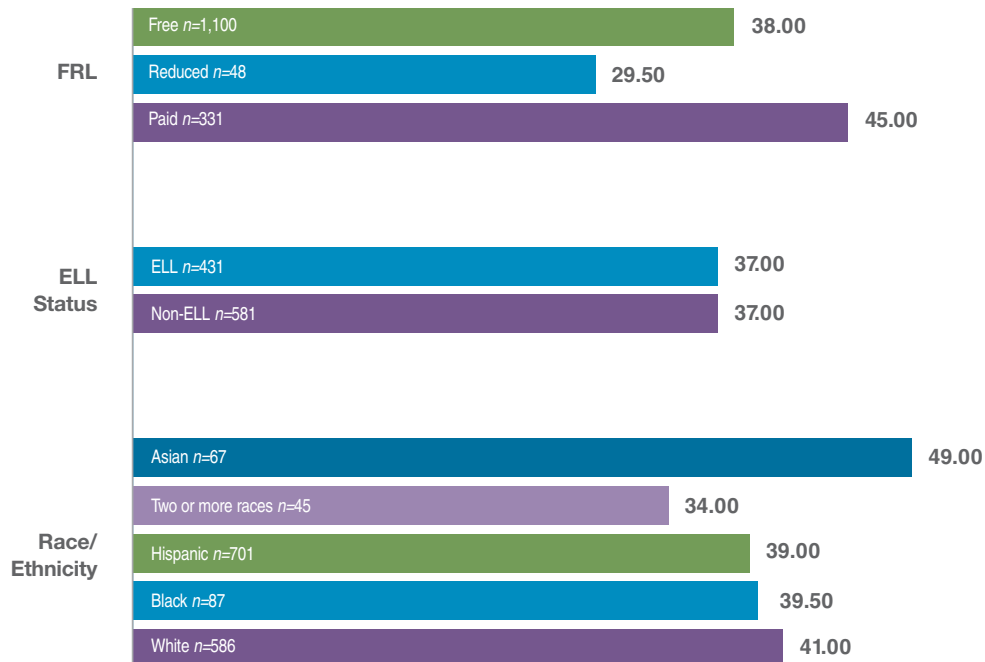 FRL
Free n=1,100 38.00
Reduced n=48 29.50
Paid n=331 45.00
ELL
Status
ELL n=431 37.00
Non-ELL n=581 37.00
Race/
Ethnicity
Asian n=67 49.00
Two or more races n=45 34.00
Hispanic n=701 39.00
Black n=87 39.50
White n=586 41.00